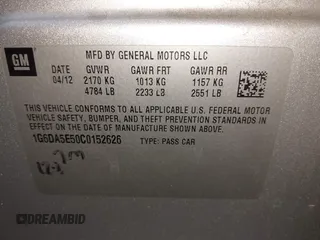 GM
MFD BY GENERAL MOTORS LLC
DATE GVWR GAWR FRT GAWR RR
04/12 2170 KG 1013 KG 1157 KG
4784 LB 2233 LB 2551 LB
THIS VEHICLE CONFORMS TO ALL APPLICABLE U.S. FEDERAL MOTOR
VEHICLE SAFETY, BUMPER, AND THEFT PREVENTION STANDARDS
IN EFFECT ON THE DATE OF MANUFACTURE SHOWN ABOVE.
1G6DA5E50C0152626 TYPE: PASS CAR
DREAMBID